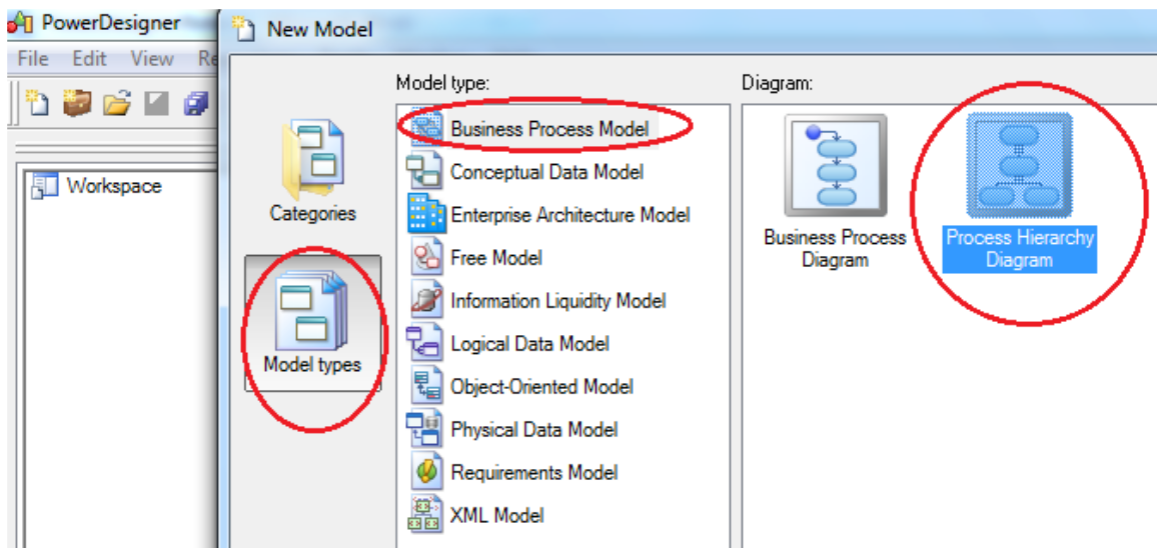 PowerDesigner
New Model
File Edit View Re
Model type:
Diagram:
Business Process Model
Conceptual Data Model
Enterprise Architecture Model
Free Model
Information Liquidity Model
Logical Data Model
Object-Oriented Model
Physical Data Model
Requirements Model
XML Model
Workspace
Categories
Model types
Business Process
Diagram
Process Hierarchy
Diagram